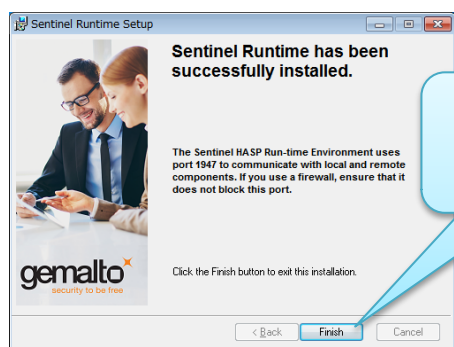 Sentinel Runtime Setup
Sentinel Runtime has been
successfully installed.
The Sentinel HASP Run-time Environment uses
port 1947 to communicate with local and remote
components. If you use a firewall, ensure that it
does not block this port.
gemalto
security to be free
Click the Finish button to exit this installation.
< Back
Finish
Cancel